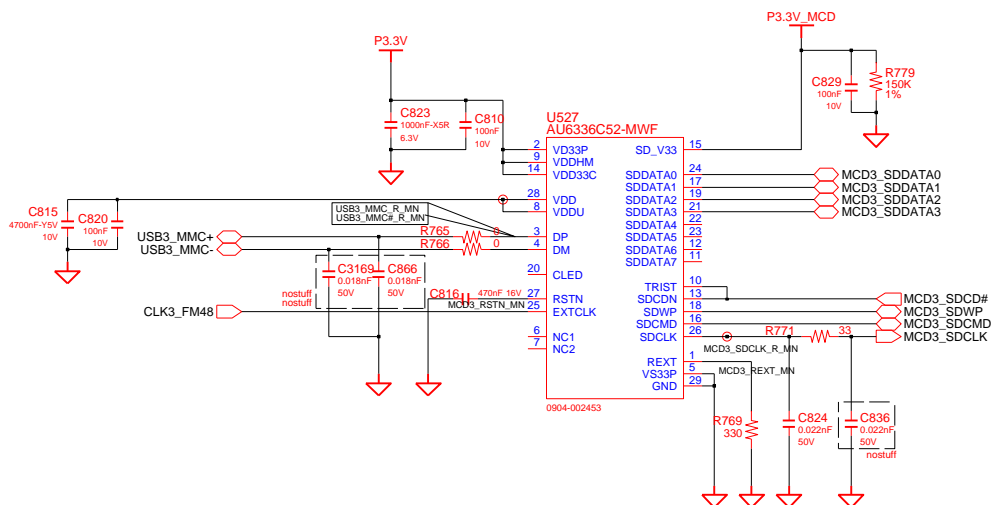 P3.3V_MCD
P3.3V
C829
100nF
10V
R779
150K
1%
C823
1000nF-X5R
6.3V
C810
100nF
10V
U527
AU6336C52-MWF
2 VD33P
9 VDDHM
14 VDD33C
28 VDD
8 VDDU
3 DP
4 DM
20 CLED
27 RSTN
25 EXTCLK
6 NC1
7 NC2
SD_V33 15
SDDATA0 24
SDDATA1 17
SDDATA2 19
SDDATA3 21
SDDATA4 22
SDDATA5 23
SDDATA6 12
SDDATA7 11
TRIST 10
SDCDN 13
SDWP 18
SDCMD 16
SDCLK 26
REXT 1
VS33P 5
GND 29
0904-002453
MCD3_SDDATA0
MCD3_SDDATA1
MCD3_SDDATA2
MCD3_SDDATA3
C815
4700nF-Y5V
10V
C820
100nF
10V
USB3_MMC_R_MN
USB3_MMC#_R_MN
USB3_MMC+
USB3_MMC-
R765 0
R766 0
C3169
0.018nF
50V
C866
0.018nF
50V
nostuff
nostuff
C816 470nF 16V
MCD3_RSTN_MN
CLK3_FM48
MCD3_SDCD#
MCD3_SDWP
MCD3_SDCMD
MCD3_SDCLK
R771 33
MCD3_SDCLK_R_MN
MCD3_REXT_MN
R769
330
C824
0.022nF
50V
C836
0.022nF
50V
nostuff